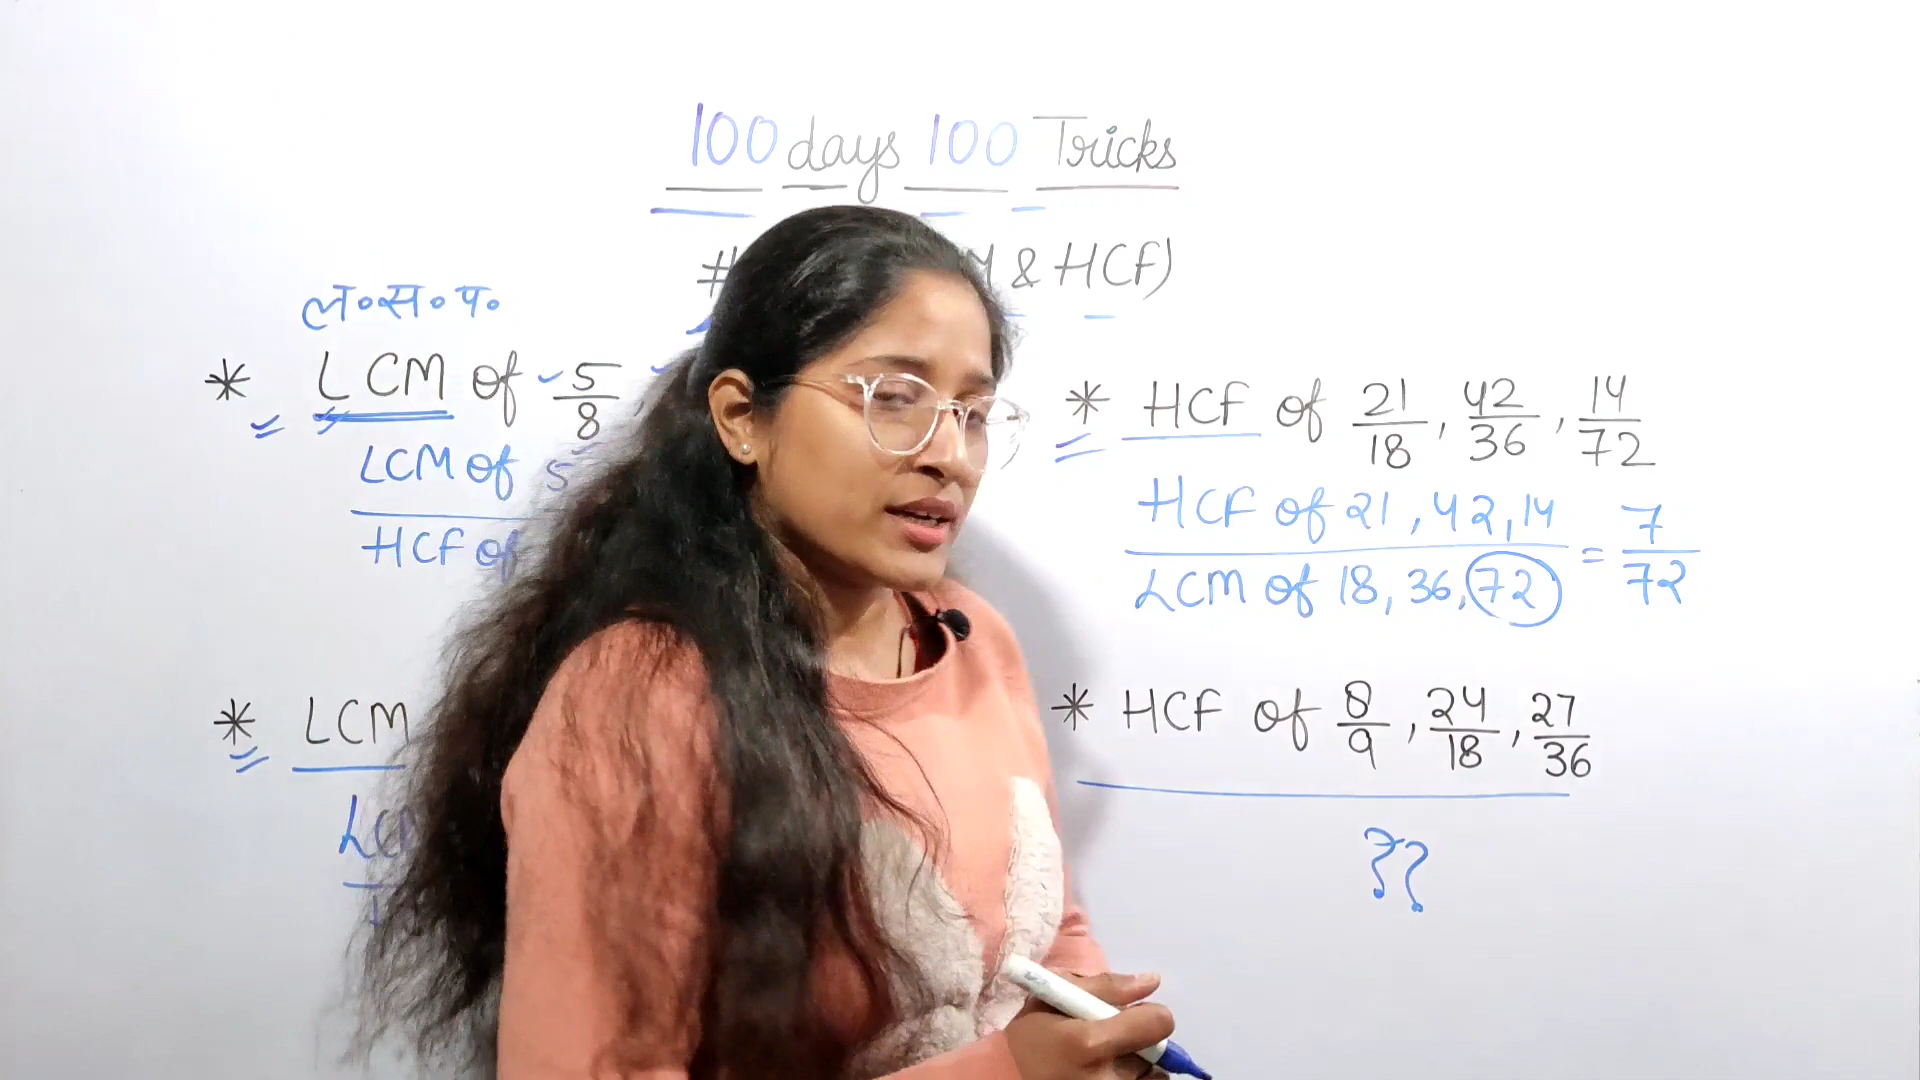 100 days 100 Tricks
# & HCF)
ल०स०प०
* LCM of 5/8,
LCM of 5
HCF of
* LCM
LCM
* HCF of 21/18, 42/36, 14/72
HCF of 21, 42, 14 / LCM of 18, 36, 72 = 7/72
* HCF of 8/9, 24/18, 27/36
??